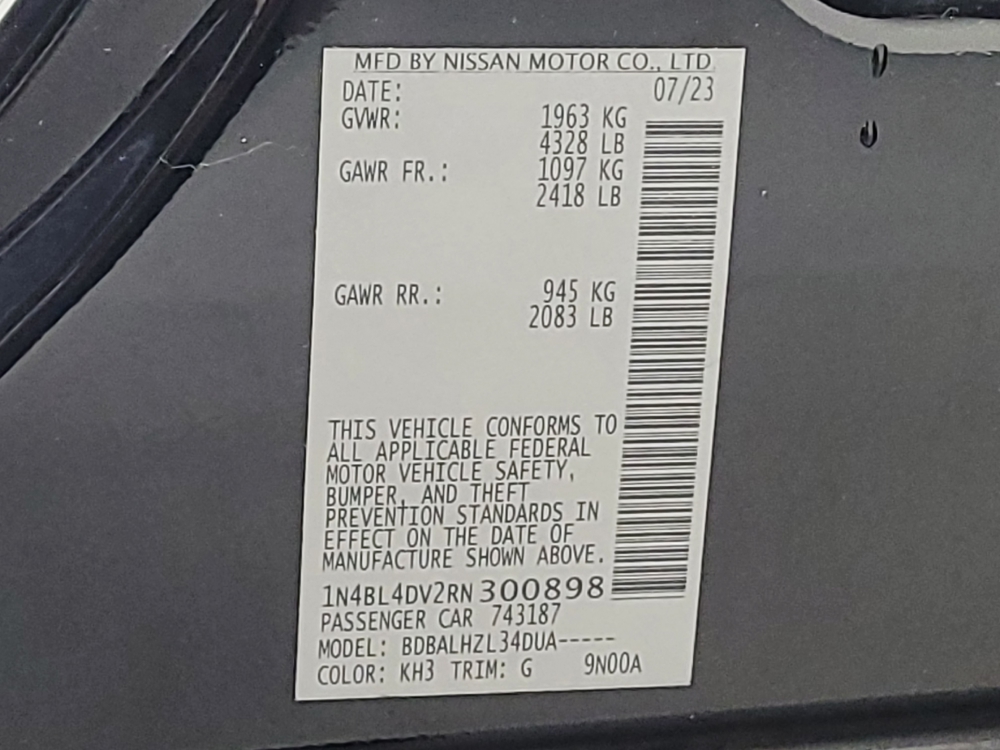 MFD BY NISSAN MOTOR CO., LTD
DATE: 07/23
GVWR: 1963 KG
4328 LB
GAWR FR.: 1097 KG
2418 LB
GAWR RR.: 945 KG
2083 LB
THIS VEHICLE CONFORMS TO
ALL APPLICABLE FEDERAL
MOTOR VEHICLE SAFETY,
BUMPER, AND THEFT
PREVENTION STANDARDS IN
EFFECT ON THE DATE OF
MANUFACTURE SHOWN ABOVE.
1N4BL4DV2RN 300898
PASSENGER CAR 743187
MODEL: BDBALHZL34DUA-----
COLOR: KH3 TRIM: G 9N00A